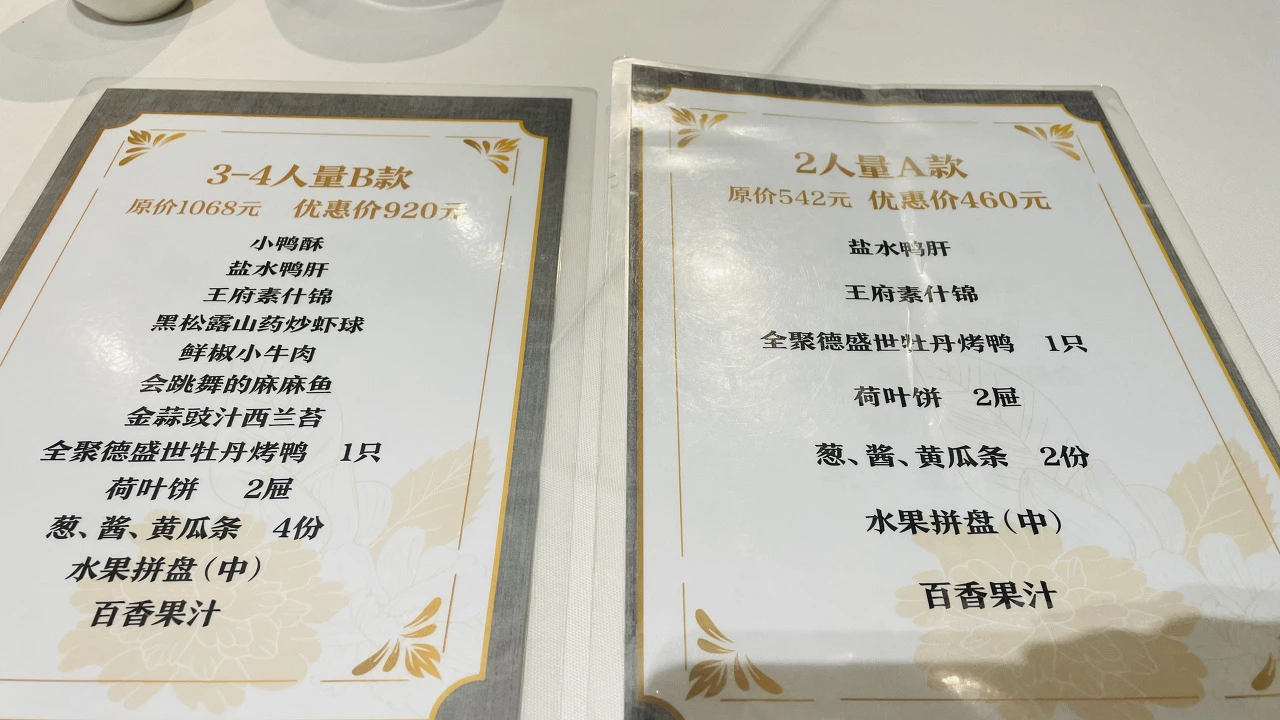 3-4人量B款
原价1068元 优惠价920元
小鸭酥
盐水鸭肝
王府素什锦
黑松露山药炒虾球
鲜椒小牛肉
会跳舞的麻麻鱼
金蒜豉汁西兰苔
全聚德盛世牡丹烤鸭 1只
荷叶饼 2屉
葱、酱、黄瓜条 4份
水果拼盘(中)
百香果汁
2人量A款
原价542元 优惠价460元
盐水鸭肝
王府素什锦
全聚德盛世牡丹烤鸭 1只
荷叶饼 2屉
葱、酱、黄瓜条 2份
水果拼盘(中)
百香果汁